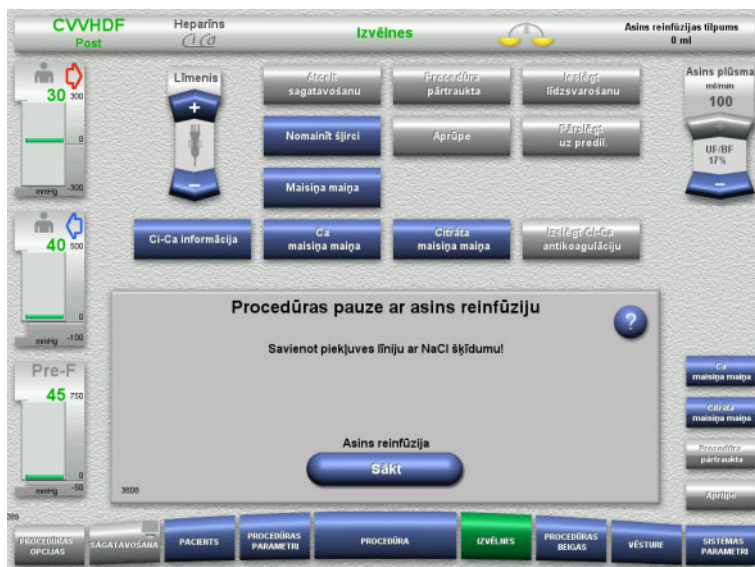 CVVHDF
Post
Heparīns
Ci Ca
Izvēlnes
Asins reinfūzijas tilpums
0 ml
30 300
0
mmHg -300
40 500
0
mmHg -100
Pre-F
45 750
0
mmHg -50
Līmenis
+
−
Atcelt
sagatavošanu
Procedūra
pārtraukta
Ieslēgt
līdzsvarošanu
Nomainīt šļirci
Aprūpe
Pārslēgt
uz predil.
Maisiņa maiņa
Ci-Ca informācija
Ca
maisiņa maiņa
Citrāta
maisiņa maiņa
Izslēgt Ci-Ca
antikoagulāciju
Asins plūsma
ml/min
100
+
UF/BF
17%
−
Procedūras pauze ar asins reinfūziju
?
Savienot piekļuves līniju ar NaCl šķīdumu!
Asins reinfūzija
Sākt
3808
Ca
maisiņa maiņa
Citrāta
maisiņa maiņa
Procedūra
pārtraukta
Aprūpe
PROCEDŪRAS
OPCIJAS
SAGATAVOŠANA
PACIENTS
PROCEDŪRAS
PARAMETRI
PROCEDŪRA
IZVĒLNES
PROCEDŪRAS
BEIGAS
VĒSTURE
SISTĒMAS
PARAMETRI